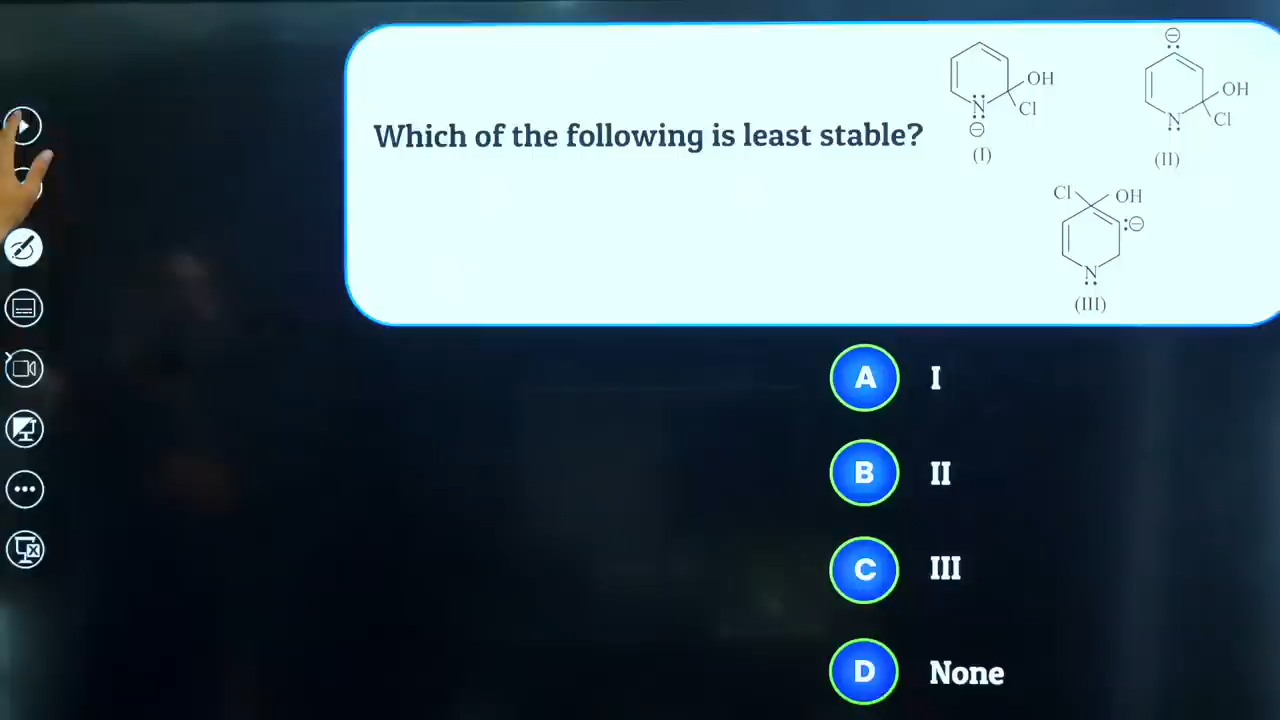 Which of the following is least stable?
OH
N
Cl
(I)
OH
N
Cl
(II)
Cl
OH
N
(III)
A I
B II
C III
D None